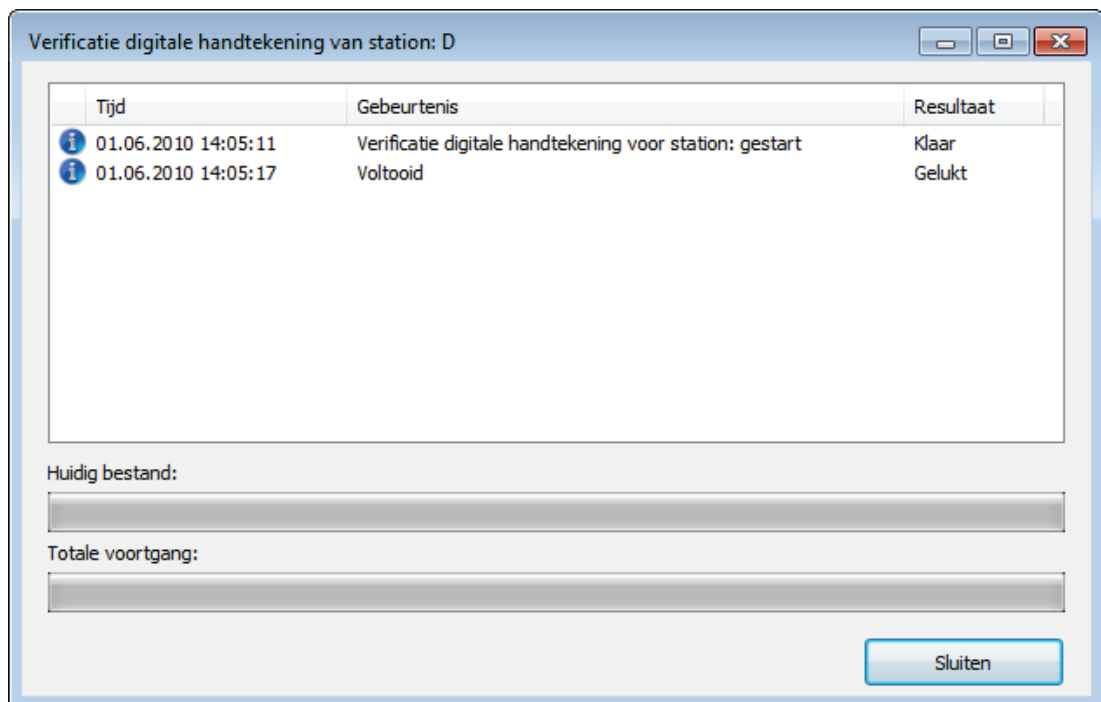 Verificatie digitale handtekening van station: D
Tijd Gebeurtenis Resultaat
01.06.2010 14:05:11 Verificatie digitale handtekening voor station: gestart Klaar
01.06.2010 14:05:17 Voltooid Gelukt
Huidig bestand:
Totale voortgang:
Sluiten